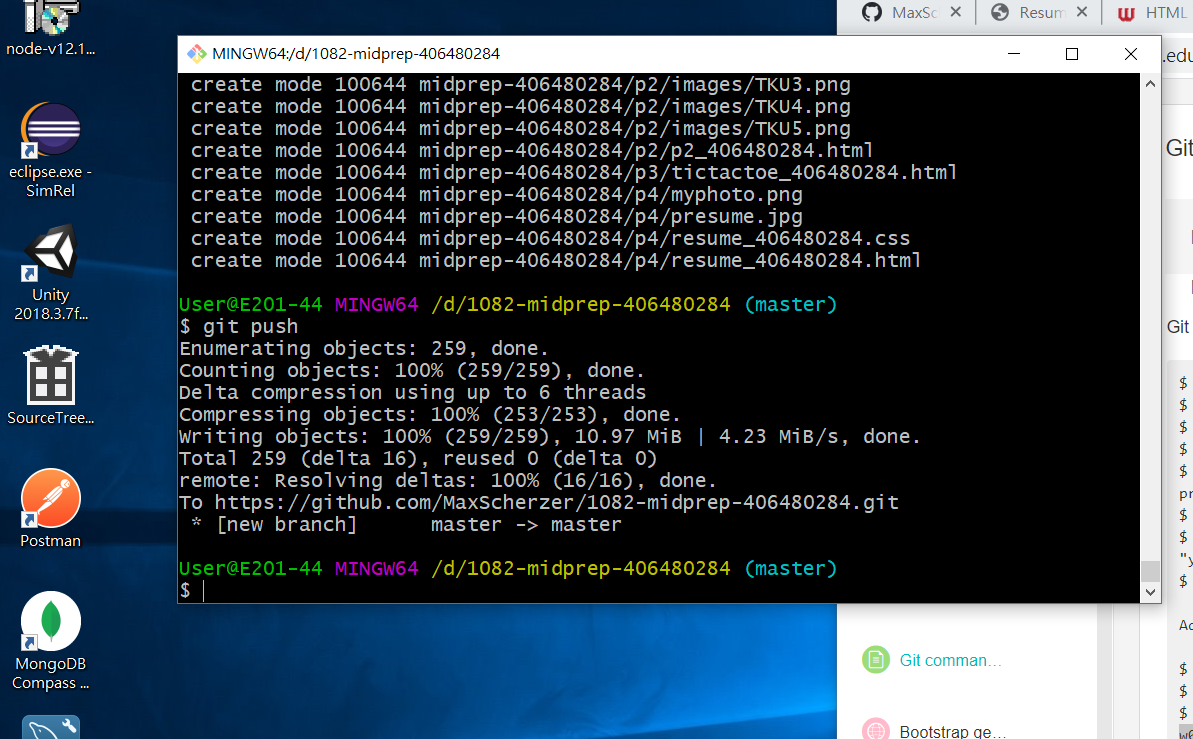 node-v12.1...
eclipse.exe -
SimRel
Unity
2018.3.7f...
SourceTree...
Postman
MongoDB
Compass ...
MINGW64:/d/1082-midprep-406480284
create mode 100644 midprep-406480284/p2/images/TKU3.png
create mode 100644 midprep-406480284/p2/images/TKU4.png
create mode 100644 midprep-406480284/p2/images/TKU5.png
create mode 100644 midprep-406480284/p2/p2_406480284.html
create mode 100644 midprep-406480284/p3/tictactoe_406480284.html
create mode 100644 midprep-406480284/p4/myphoto.png
create mode 100644 midprep-406480284/p4/presume.jpg
create mode 100644 midprep-406480284/p4/resume_406480284.css
create mode 100644 midprep-406480284/p4/resume_406480284.html
User@E201-44 MINGW64 /d/1082-midprep-406480284 (master)
$ git push
Enumerating objects: 259, done.
Counting objects: 100% (259/259), done.
Delta compression using up to 6 threads
Compressing objects: 100% (253/253), done.
Writing objects: 100% (259/259), 10.97 MiB | 4.23 MiB/s, done.
Total 259 (delta 16), reused 0 (delta 0)
remote: Resolving deltas: 100% (16/16), done.
To https://github.com/MaxScherzer/1082-midprep-406480284.git
* [new branch] master -> master
User@E201-44 MINGW64 /d/1082-midprep-406480284 (master)
$
MaxSc
Resum
HTML
.edu
Git
Git
$
$
$
$
$
pr
$
$
"y
$
Ad
$
$
$
Git comman...
Bootstrap ge...